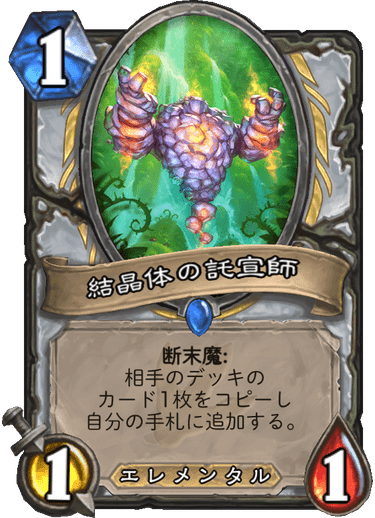 1
結晶体の託宣師
断末魔:
相手のデッキの
カード1枚をコピーし
自分の手札に追加する。
1
エレメンタル
1